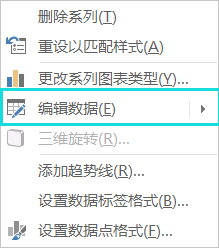 删除系列(T)
重设以匹配样式(A)
更改系列图表类型(Y)...
编辑数据(E)
三维旋转(R)...
添加趋势线(R)...
设置数据标签格式(B)...
设置数据点格式(F)...